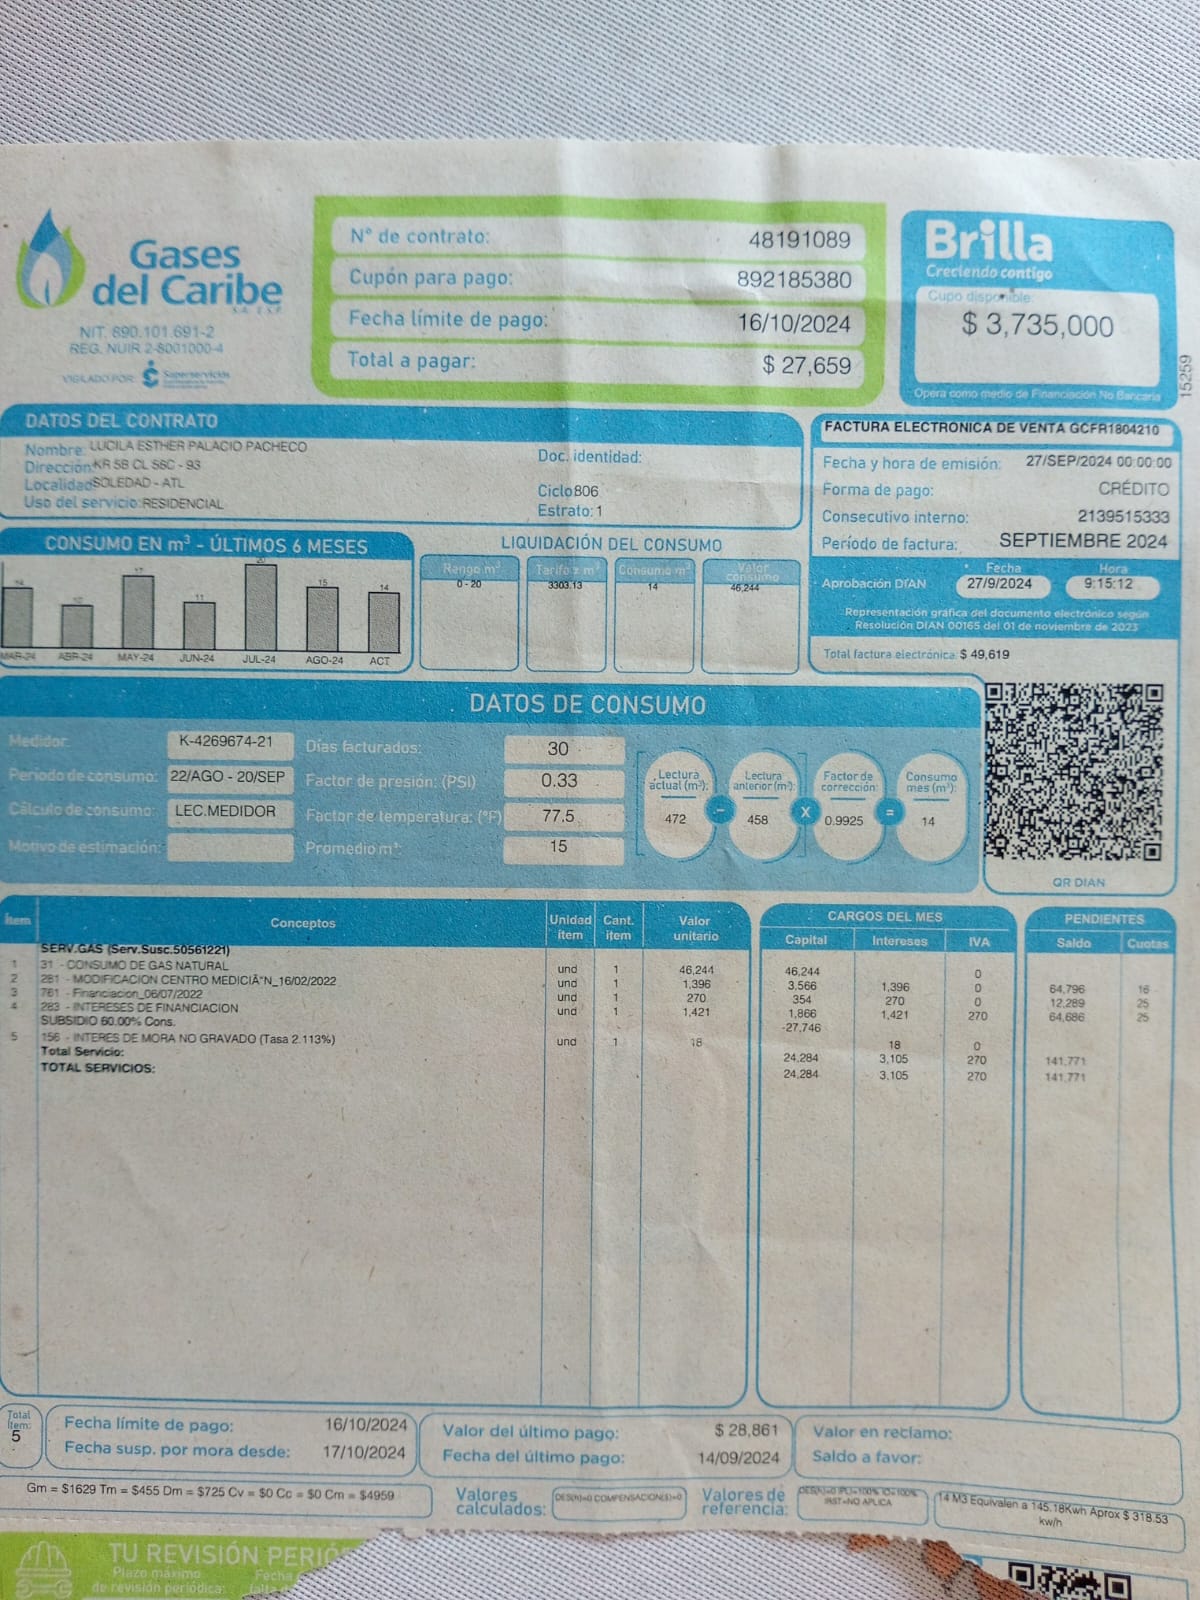 Gases
del Caribe
S.A. E.S.P.
NIT. 890.101.691-2
REG. NUIR 2-8001000-4
VIGILADO POR: Superservicios
N° de contrato: 48191089
Cupón para pago: 892185380
Fecha límite de pago: 16/10/2024
Total a pagar: $ 27,659
Brilla
Creciendo contigo
Cupo disponible:
$ 3,735,000
Opera como medio de Financiación No Bancaria
15259
DATOS DEL CONTRATO
Nombre: LUCILA ESTHER PALACIO PACHECO
Dirección: KR 5B CL 56C - 93
Localidad SOLEDAD - ATL
Uso del servicio: RESIDENCIAL
Doc. identidad:
Ciclo 806
Estrato: 1
FACTURA ELECTRONICA DE VENTA GCFR1804210
Fecha y hora de emisión: 27/SEP/2024 00:00:00
Forma de pago: CRÉDITO
Consecutivo interno: 2139515333
Período de factura: SEPTIEMBRE 2024
Aprobación DIAN
Fecha Hora
27/9/2024 9:15:12
Representación gráfica del documento electrónico según
Resolución DIAN 00165 del 01 de noviembre de 2023
Total factura electrónica: $ 49,619
CONSUMO EN m³ - ÚLTIMOS 6 MESES
14 10 17 11 20 15 14
MAR-24 ABR-24 MAY-24 JUN-24 JUL-24 AGO-24 ACT
LIQUIDACIÓN DEL CONSUMO
Rango m³ Tarifa x m³ Consumo m³ Valor consumo
0 - 20 3303.13 14 46,244
DATOS DE CONSUMO
Medidor: K-4269674-21
Período de consumo: 22/AGO - 20/SEP
Cálculo de consumo: LEC.MEDIDOR
Motivo de estimación:
Días facturados: 30
Factor de presión: (PSI) 0.33
Factor de temperatura: (°F) 77.5
Promedio m³: 15
Lectura actual (m³): 472
-
Lectura anterior (m³): 458
X
Factor de corrección: 0.9925
=
Consumo mes (m³): 14
QR DIAN
Ítem Conceptos Unidad ítem Cant. ítem Valor unitario
CARGOS DEL MES
Capital Intereses IVA
PENDIENTES
Saldo Cuotas
SERV.GAS (Serv.Susc.50561221)
1 31 - CONSUMO DE GAS NATURAL und 1 46,244 46,244 0
2 281 - MODIFICACION CENTRO MEDICIÃ"N_16/02/2022 und 1 1,396 3,566 1,396 0 64,796 16
3 761 - Financiacion_06/07/2022 und 1 270 354 270 0 12,289 25
4 283 - INTERESES DE FINANCIACION und 1 1,421 1,866 1,421 270 64,686 25
SUBSIDIO 60.00% Cons. -27,746
5 156 - INTERES DE MORA NO GRAVADO (Tasa 2.113%) und 1 18 18 0
Total Servicio: 24,284 3,105 270 141,771
TOTAL SERVICIOS: 24,284 3,105 270 141,771
Total Ítem: 5
Fecha límite de pago: 16/10/2024
Fecha susp. por mora desde: 17/10/2024
Valor del último pago: $ 28,861
Fecha del último pago: 14/09/2024
Valor en reclamo:
Saldo a favor:
Gm = $1629 Tm = $455 Dm = $725 Cv = $0 Cc = $0 Cm = $4959
Valores calculados: DES(h)=0 COMPENSACION($)=0
Valores de referencia: DES(h)=0 IPLI=100% IO=100%
IRST=NO APLICA
14 M3 Equivalen a 145.18Kwh Aprox $ 318.53
kw/h
TU REVISIÓN
Plazo máximo
de revisión periódica:
Fecha